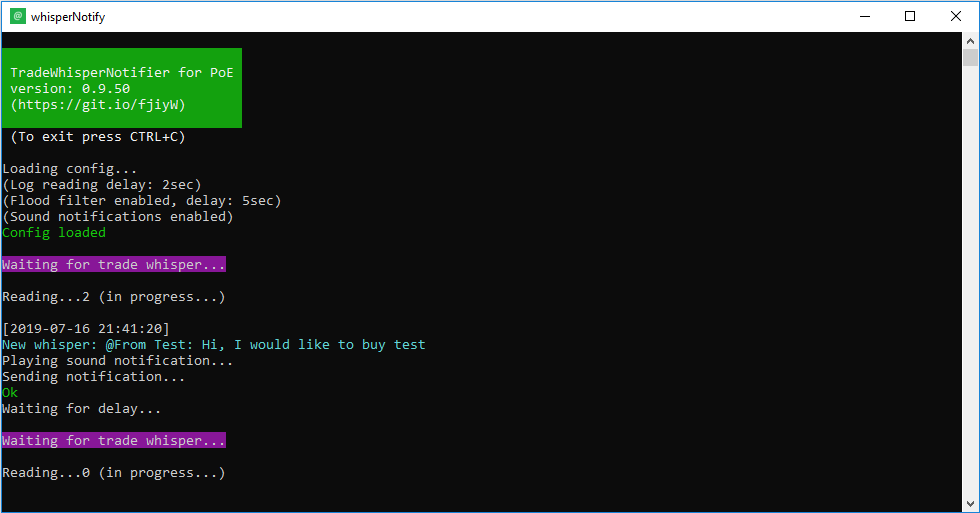 @ whisperNotify
TradeWhisperNotifier for PoE
version: 0.9.50
(https://git.io/fjiyW)
(To exit press CTRL+C)
Loading config...
(Log reading delay: 2sec)
(Flood filter enabled, delay: 5sec)
(Sound notifications enabled)
Config loaded
Waiting for trade whisper...
Reading...2 (in progress...)
[2019-07-16 21:41:20]
New whisper: @From Test: Hi, I would like to buy test
Playing sound notification...
Sending notification...
Ok
Waiting for delay...
Waiting for trade whisper...
Reading...0 (in progress...)